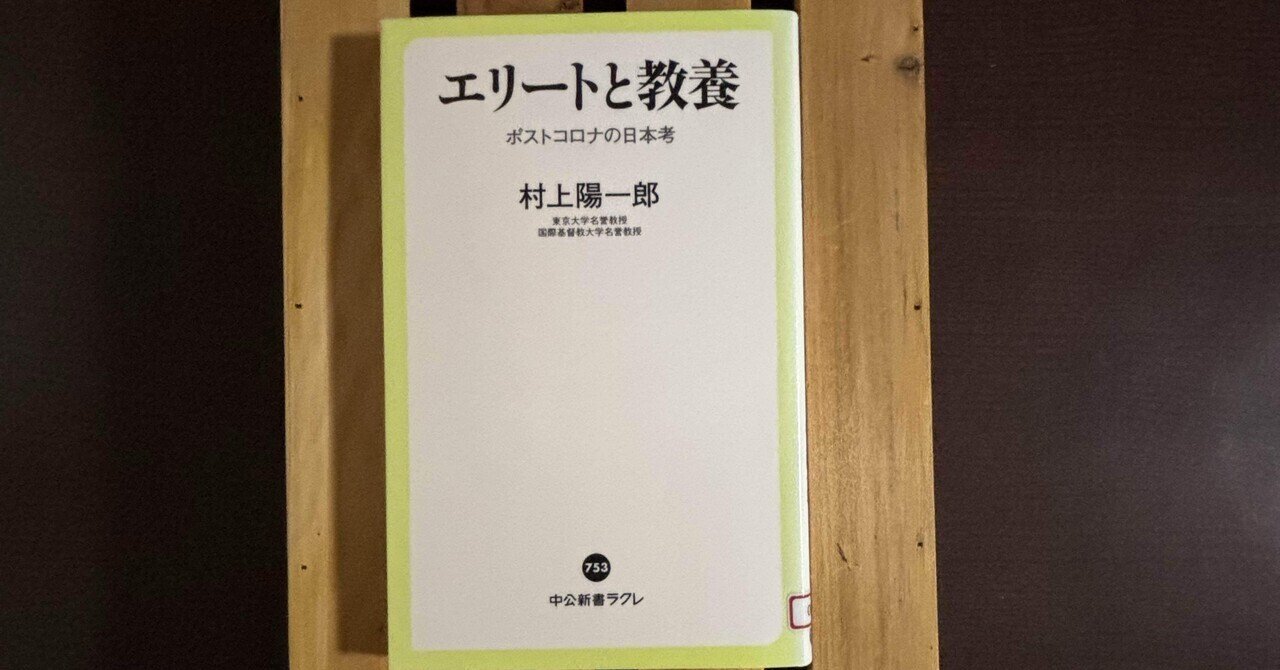 エリートと教養
ポストコロナの日本考
村上陽一郎
東京大学名誉教授
国際基督教大学名誉教授
753
中公新書ラクレ